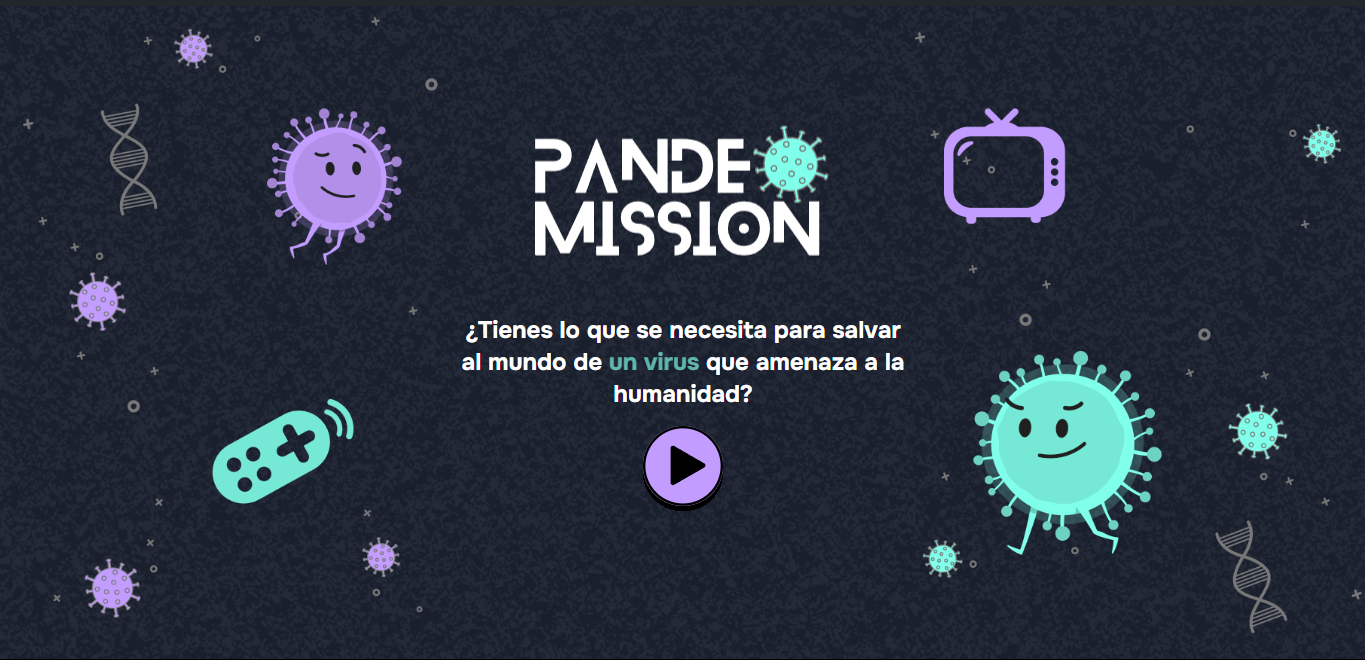 PANDE
MISSION
¿Tienes lo que se necesita para salvar
al mundo de un virus que amenaza a la
humanidad?